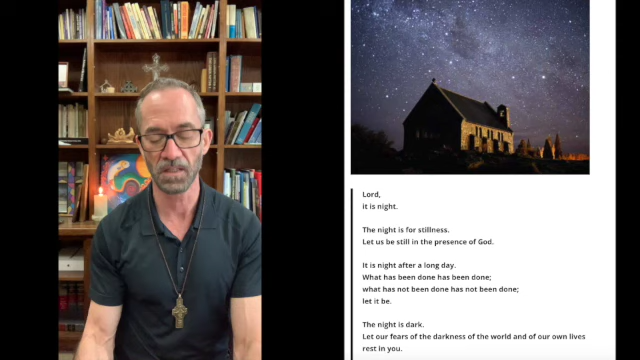 Lord,
it is night.
The night is for stillness.
Let us be still in the presence of God.
It is night after a long day.
What has been done has been done;
what has not been done has not been done;
let it be.
The night is dark.
Let our fears of the darkness of the world and of our own lives
rest in you.